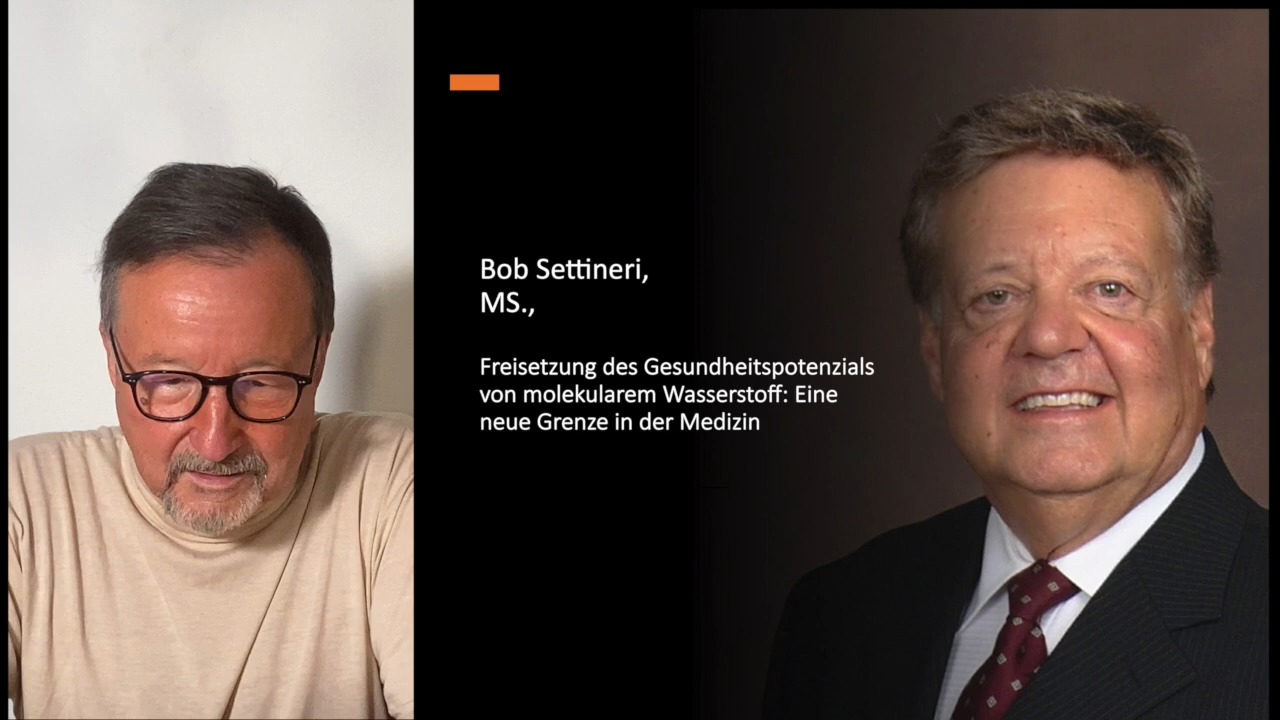 Bob Settineri,
MS.,
Freisetzung des Gesundheitspotenzials
von molekularem Wasserstoff: Eine
neue Grenze in der Medizin